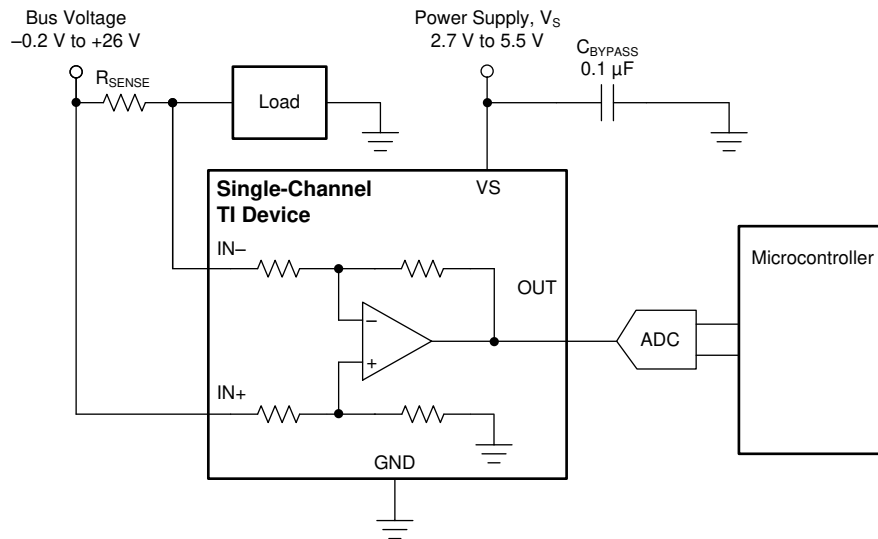 Bus Voltage
–0.2 V to +26 V
Power Supply, VS
2.7 V to 5.5 V
CBYPASS
0.1 µF
RSENSE
Load
Single-Channel
TI Device
VS
IN–
OUT
Microcontroller
–
ADC
+
IN+
GND